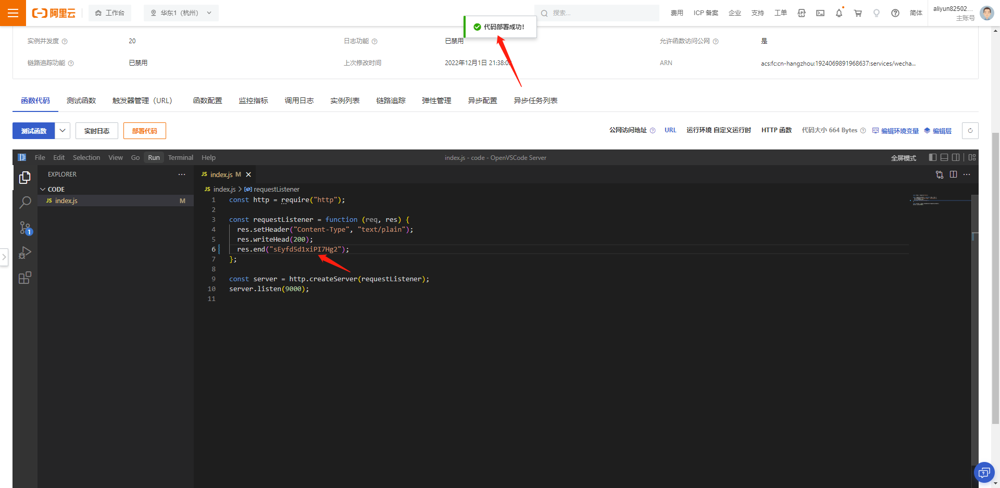 阿里云
工作台
华东1（杭州）
搜索...
费用
ICP 备案
企业
支持
工单
简体
aliyun82502...
主账号
代码部署成功！
实例并发度
20
日志功能
已禁用
允许函数访问公网
是
链路追踪功能
已禁用
上次修改时间
2022年12月1日 21:38:0
ARN
acs:fc:cn-hangzhou:1924069891968637:services/wecha...
函数代码
测试函数
触发器管理（URL）
函数配置
监控指标
调用日志
实例列表
链路追踪
弹性管理
异步配置
异步任务列表
测试函数
实时日志
部署代码
公网访问地址
URL
运行环境 自定义运行时
HTTP 函数
代码大小 664 Bytes
编辑环境变量
编辑层
File
Edit
Selection
View
Go
Run
Terminal
Help
index.js - code - OpenVSCode Server
全屏模式
EXPLORER
...
JS index.js M
CODE
JS index.js M
JS index.js > requestListener
1 const http = require("http");
2
3 const requestListener = function (req, res) {
4 res.setHeader("Content-Type", "text/plain");
5 res.writeHead(200);
6 res.end("sEyfd5d1xiPI7Hg2");
7 };
8
9 const server = http.createServer(requestListener);
10 server.listen(9000);
11
1